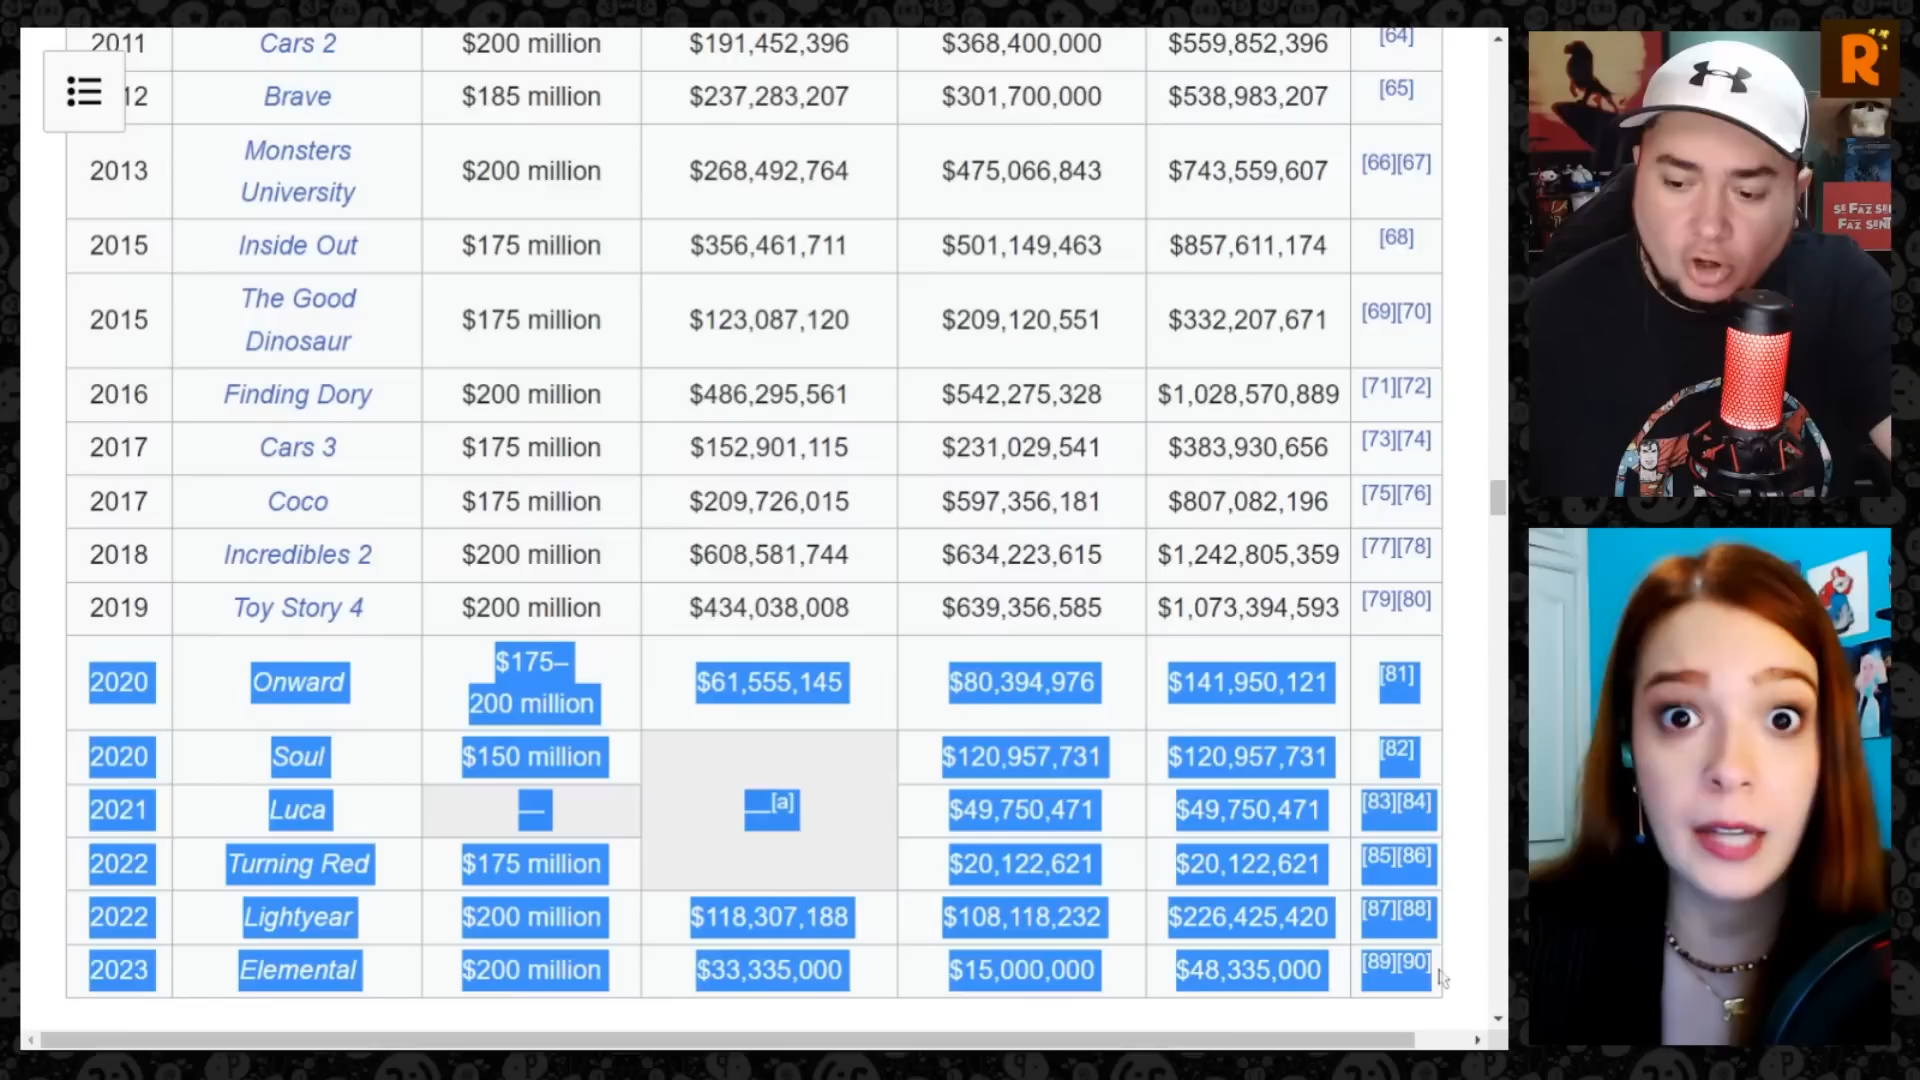 2011 Cars 2 $200 million $191,452,396 $368,400,000 $559,852,396 [64]
12 Brave $185 million $237,283,207 $301,700,000 $538,983,207 [65]
Monsters
2013 University $200 million $268,492,764 $475,066,843 $743,559,607 [66][67]
2015 Inside Out $175 million $356,461,711 $501,149,463 $857,611,174 [68]
The Good
2015 Dinosaur $175 million $123,087,120 $209,120,551 $332,207,671 [69][70]
2016 Finding Dory $200 million $486,295,561 $542,275,328 $1,028,570,889 [71][72]
2017 Cars 3 $175 million $152,901,115 $231,029,541 $383,930,656 [73][74]
2017 Coco $175 million $209,726,015 $597,356,181 $807,082,196 [75][76]
2018 Incredibles 2 $200 million $608,581,744 $634,223,615 $1,242,805,359 [77][78]
2019 Toy Story 4 $200 million $434,038,008 $639,356,585 $1,073,394,593 [79][80]
$175–
2020 Onward 200 million $61,555,145 $80,394,976 $141,950,121 [81]
2020 Soul $150 million $120,957,731 $120,957,731 [82]
2021 Luca — —[a] $49,750,471 $49,750,471 [83][84]
2022 Turning Red $175 million $20,122,621 $20,122,621 [85][86]
2022 Lightyear $200 million $118,307,188 $108,118,232 $226,425,420 [87][88]
2023 Elemental $200 million $33,335,000 $15,000,000 $48,335,000 [89][90]
R
SE FAZ SEN
FAZ SENT